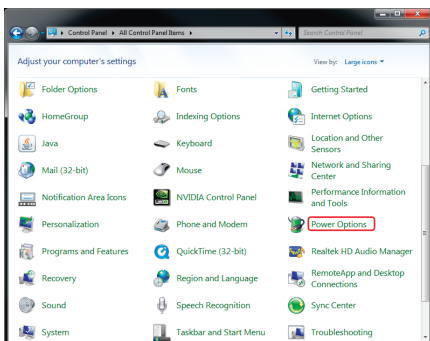 Control Panel ▸ All Control Panel Items ▸
Search Control Panel
Adjust your computer's settings
View by: Large icons
Folder Options
Fonts
Getting Started
HomeGroup
Indexing Options
Internet Options
Java
Keyboard
Location and Other
Sensors
Mail (32-bit)
Mouse
Network and Sharing
Center
Notification Area Icons
NVIDIA Control Panel
Performance Information
and Tools
Personalization
Phone and Modem
Power Options
Programs and Features
QuickTime (32-bit)
Realtek HD Audio Manager
Recovery
Region and Language
RemoteApp and Desktop
Connections
Sound
Speech Recognition
Sync Center
System
Taskbar and Start Menu
Troubleshooting